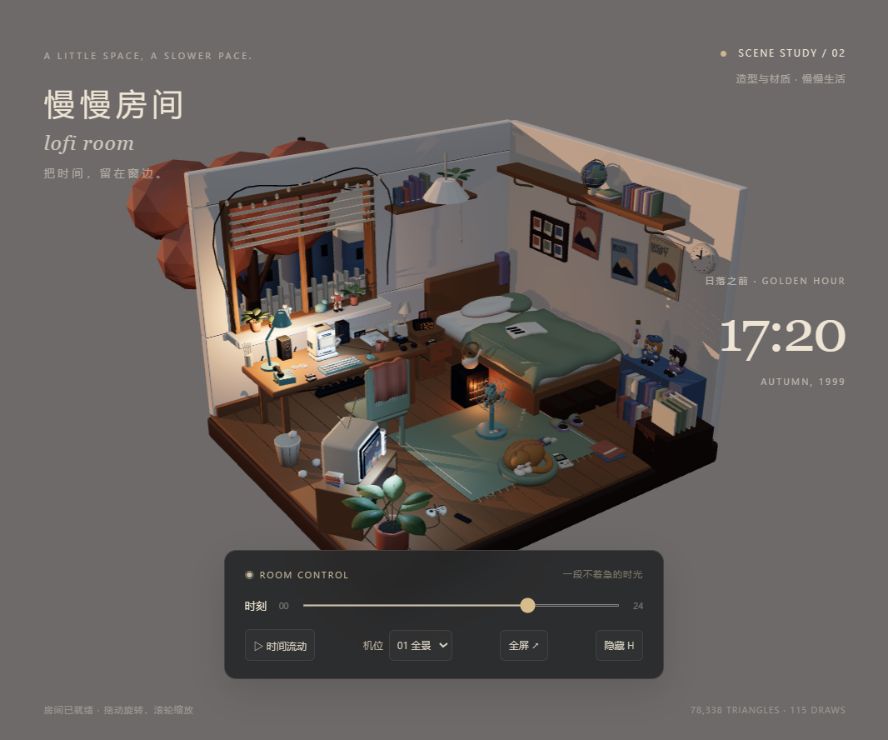 A LITTLE SPACE, A SLOWER PACE.
慢慢房间
lofi room
把时间，留在窗边。
SCENE STUDY / 02
造型与材质 · 慢慢生活
日落之前 · GOLDEN HOUR
17:20
AUTUMN, 1999
ROOM CONTROL
一段不着急的时光
时刻 00 24
▷ 时间流动 机位 01 全景 全屏 ↗ 隐藏 H
房间已就绪 · 拖动旋转，滚轮缩放
78,338 TRIANGLES · 115 DRAWS